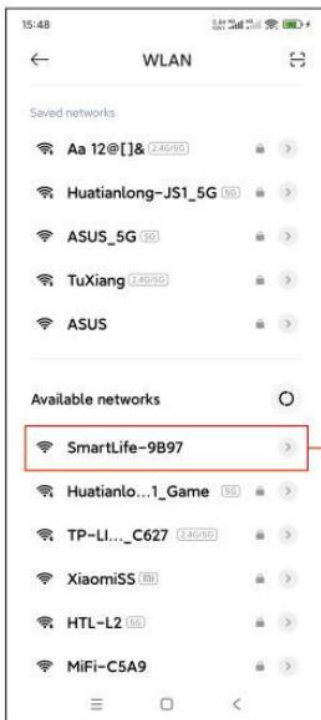 15:48
WLAN
Saved networks
Aa 12@[]& 2.4G/5G
Huatianlong-JS1_5G 5G
ASUS_5G 5G
TuXiang 2.4G/5G
ASUS
Available networks
SmartLife-9B97
Huatianlo...1_Game 5G
TP-LI..._C627 2.4G/5G
XiaomiSS
HTL-L2 5G
MiFi-C5A9